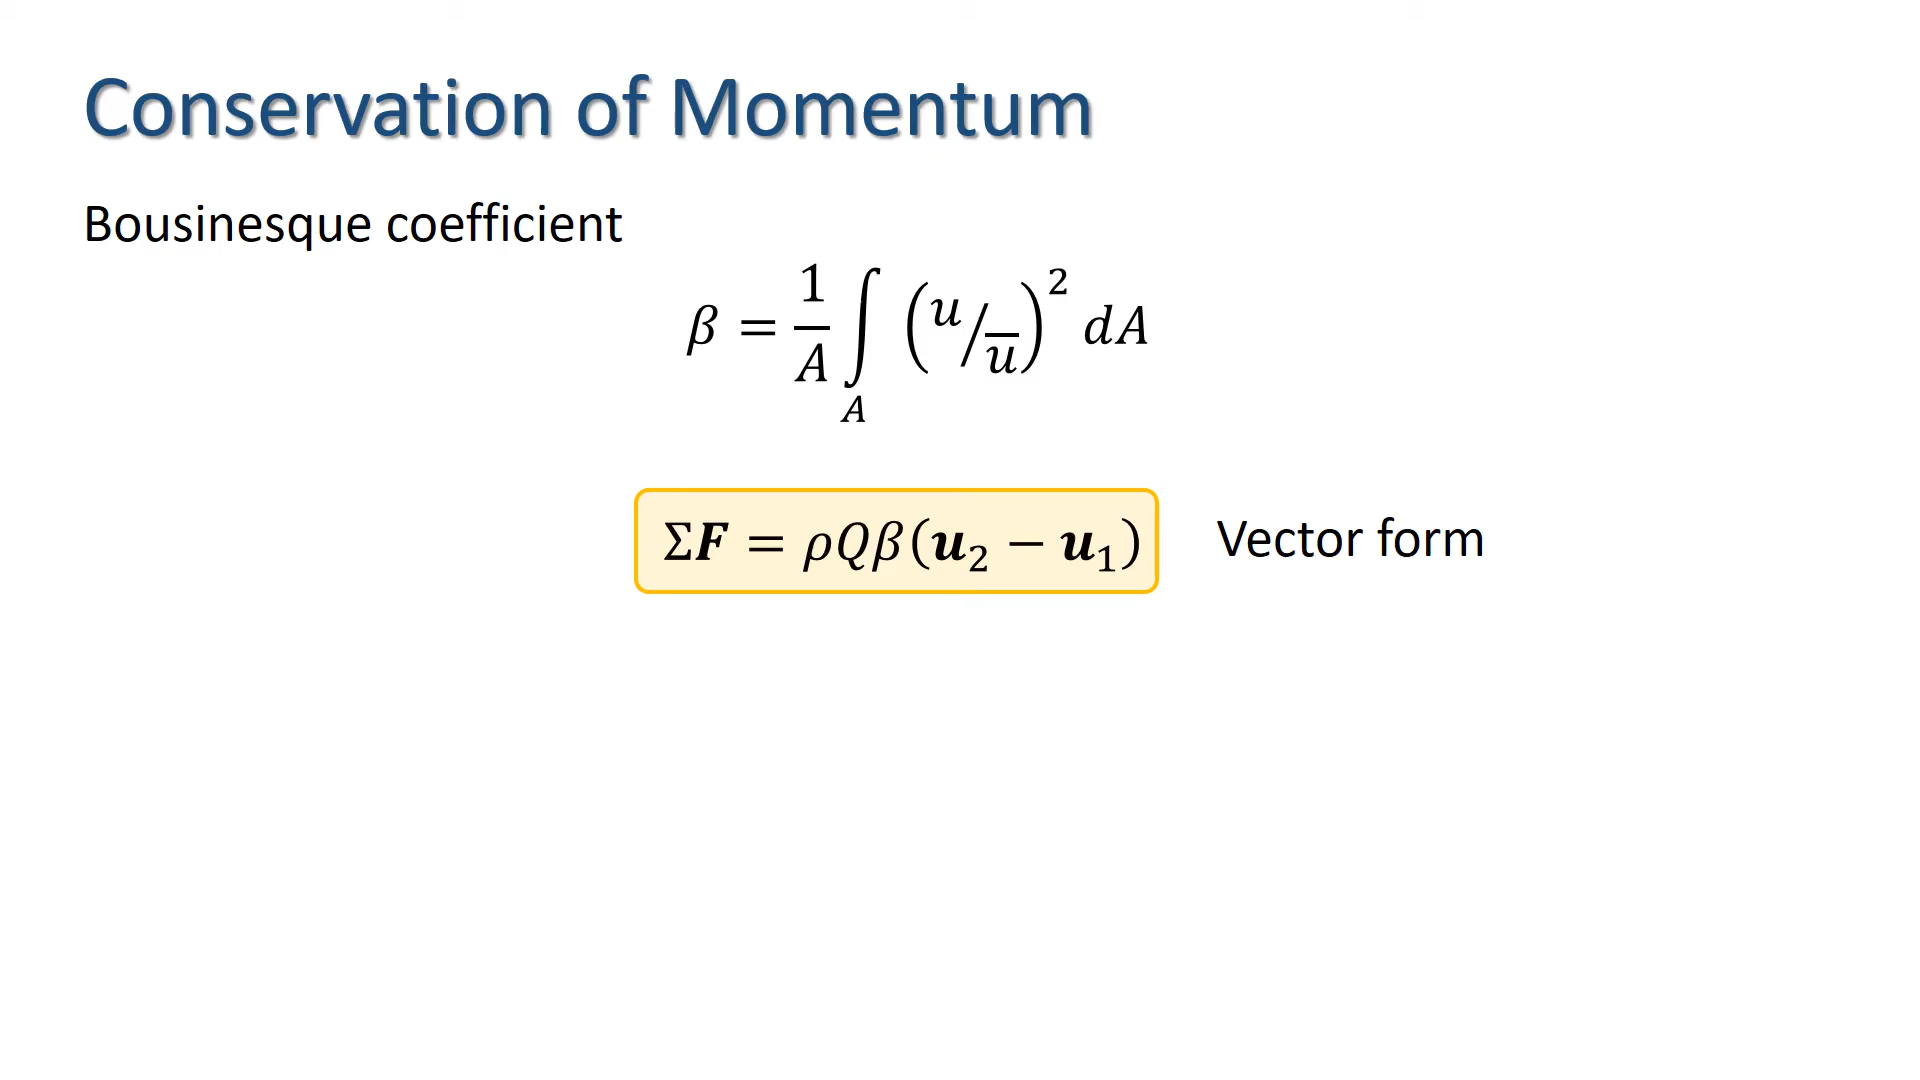 Conservation of Momentum
Bousinesque coefficient
β = 1/A ∫_A (u/u̅)² dA
Σ𝑭 = ρQβ(𝒖₂ − 𝒖₁) Vector form